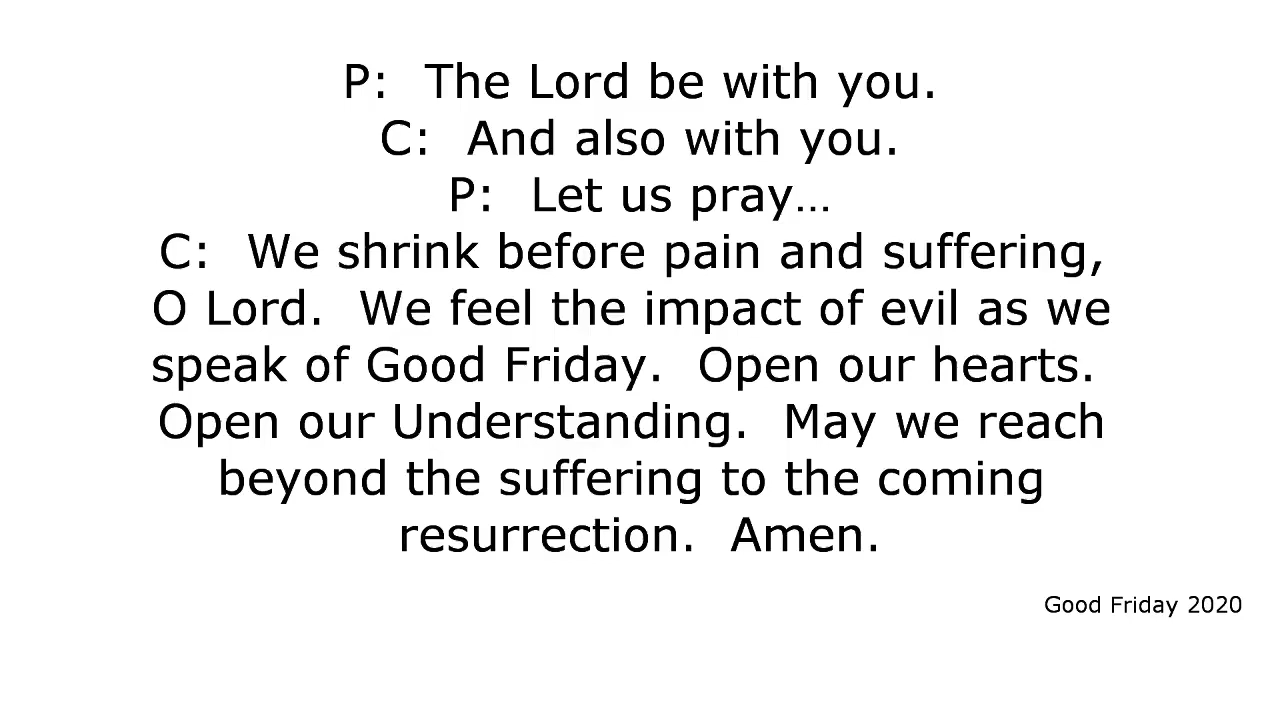 P:  The Lord be with you.
C:  And also with you.
P:  Let us pray…
C:  We shrink before pain and suffering,
O Lord.  We feel the impact of evil as we
speak of Good Friday.  Open our hearts.
Open our Understanding.  May we reach
beyond the suffering to the coming
resurrection.  Amen.
Good Friday 2020